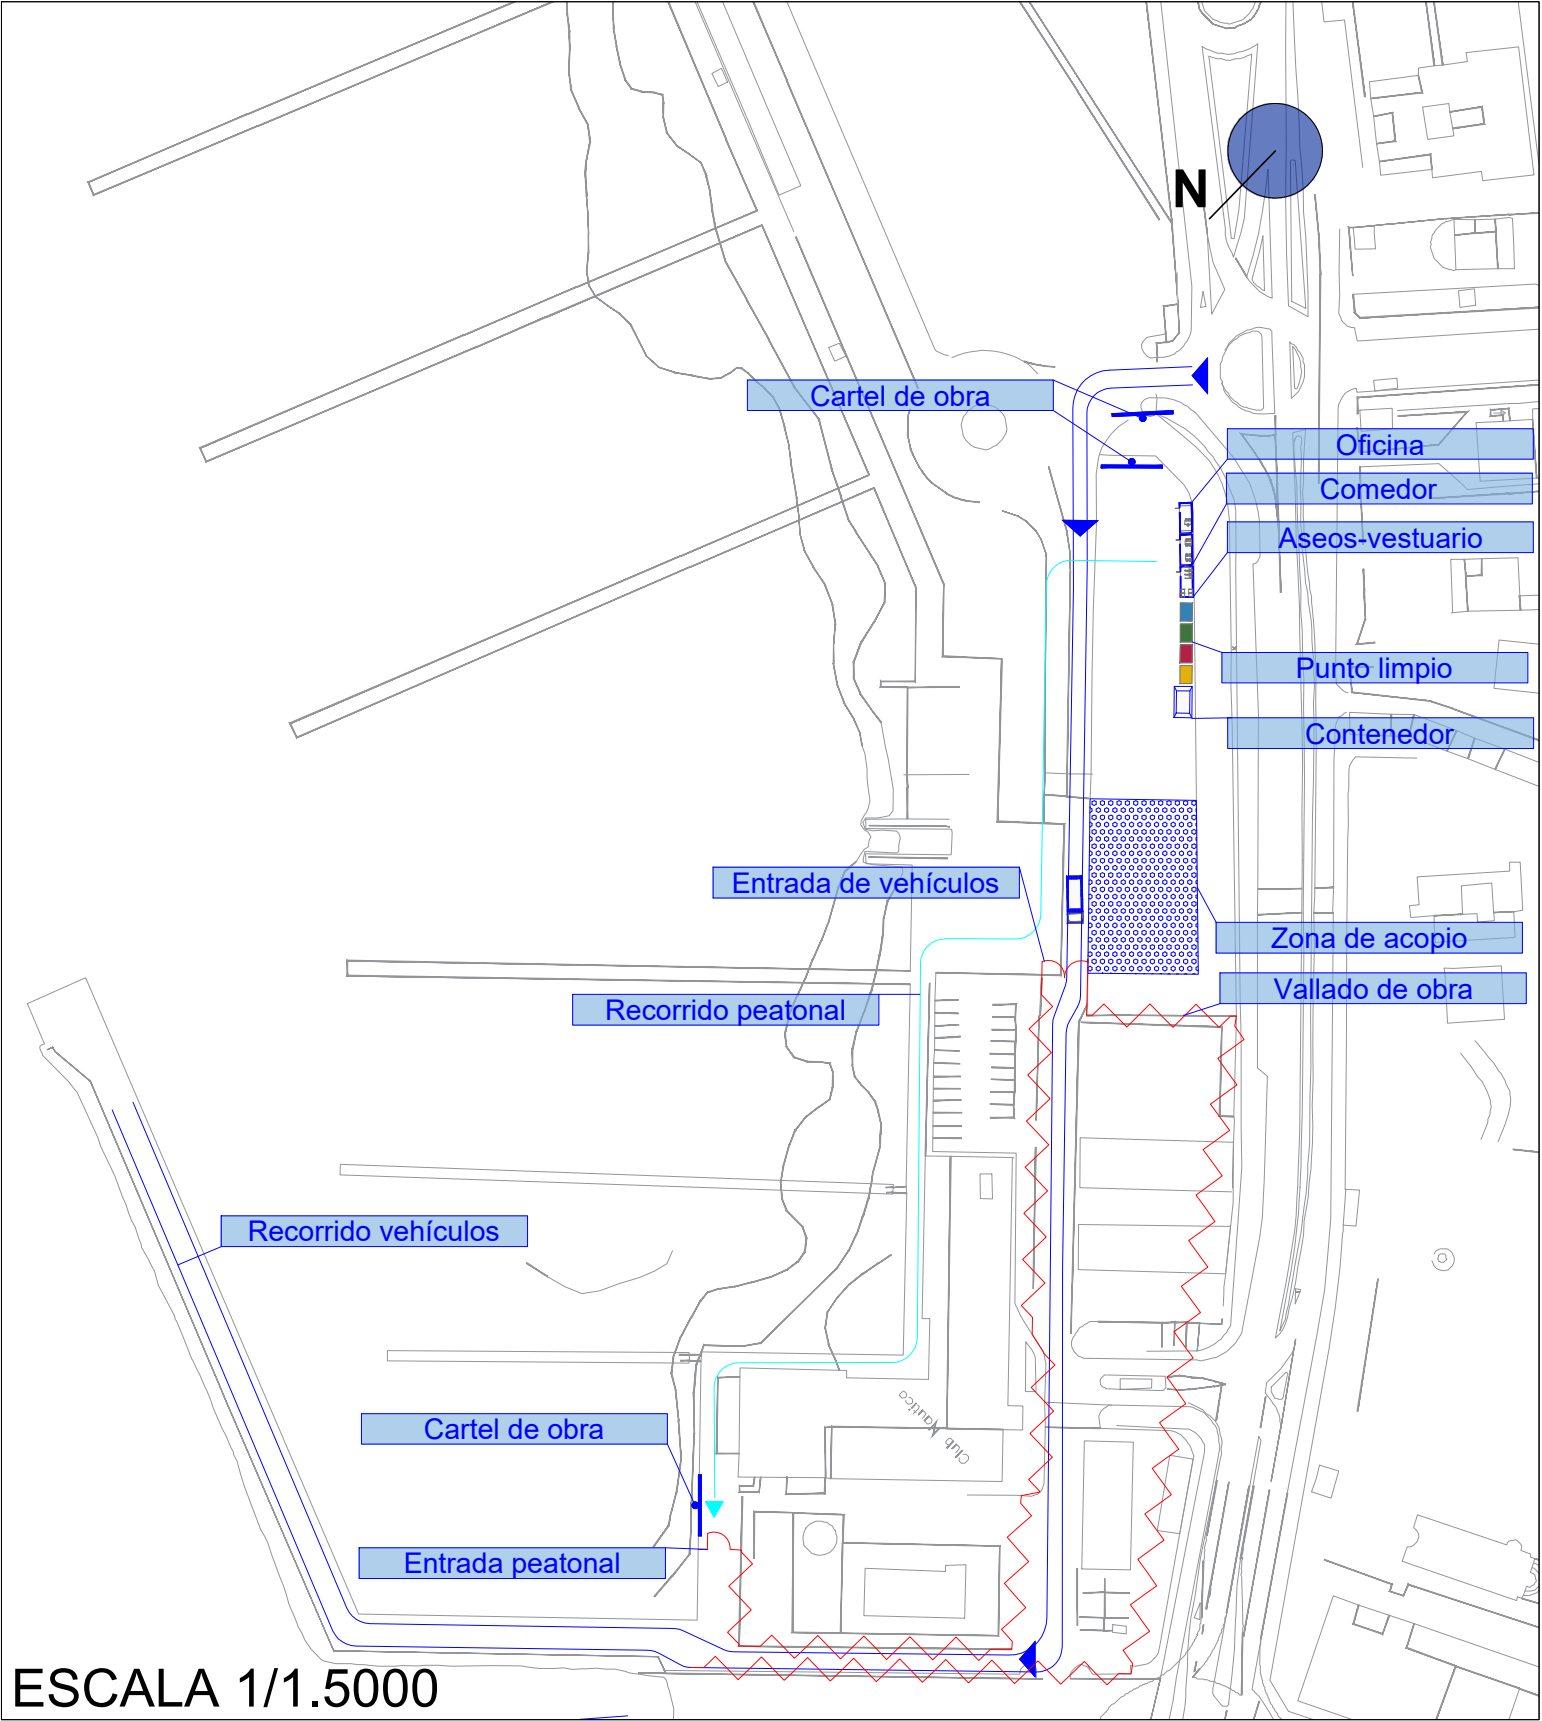 N
Cartel de obra
Oficina
Comedor
Aseos-vestuario
Punto limpio
Contenedor
Entrada de vehículos
Zona de acopio
Vallado de obra
Recorrido peatonal
Recorrido vehículos
Club Nautico
Cartel de obra
Entrada peatonal
ESCALA 1/1.5000